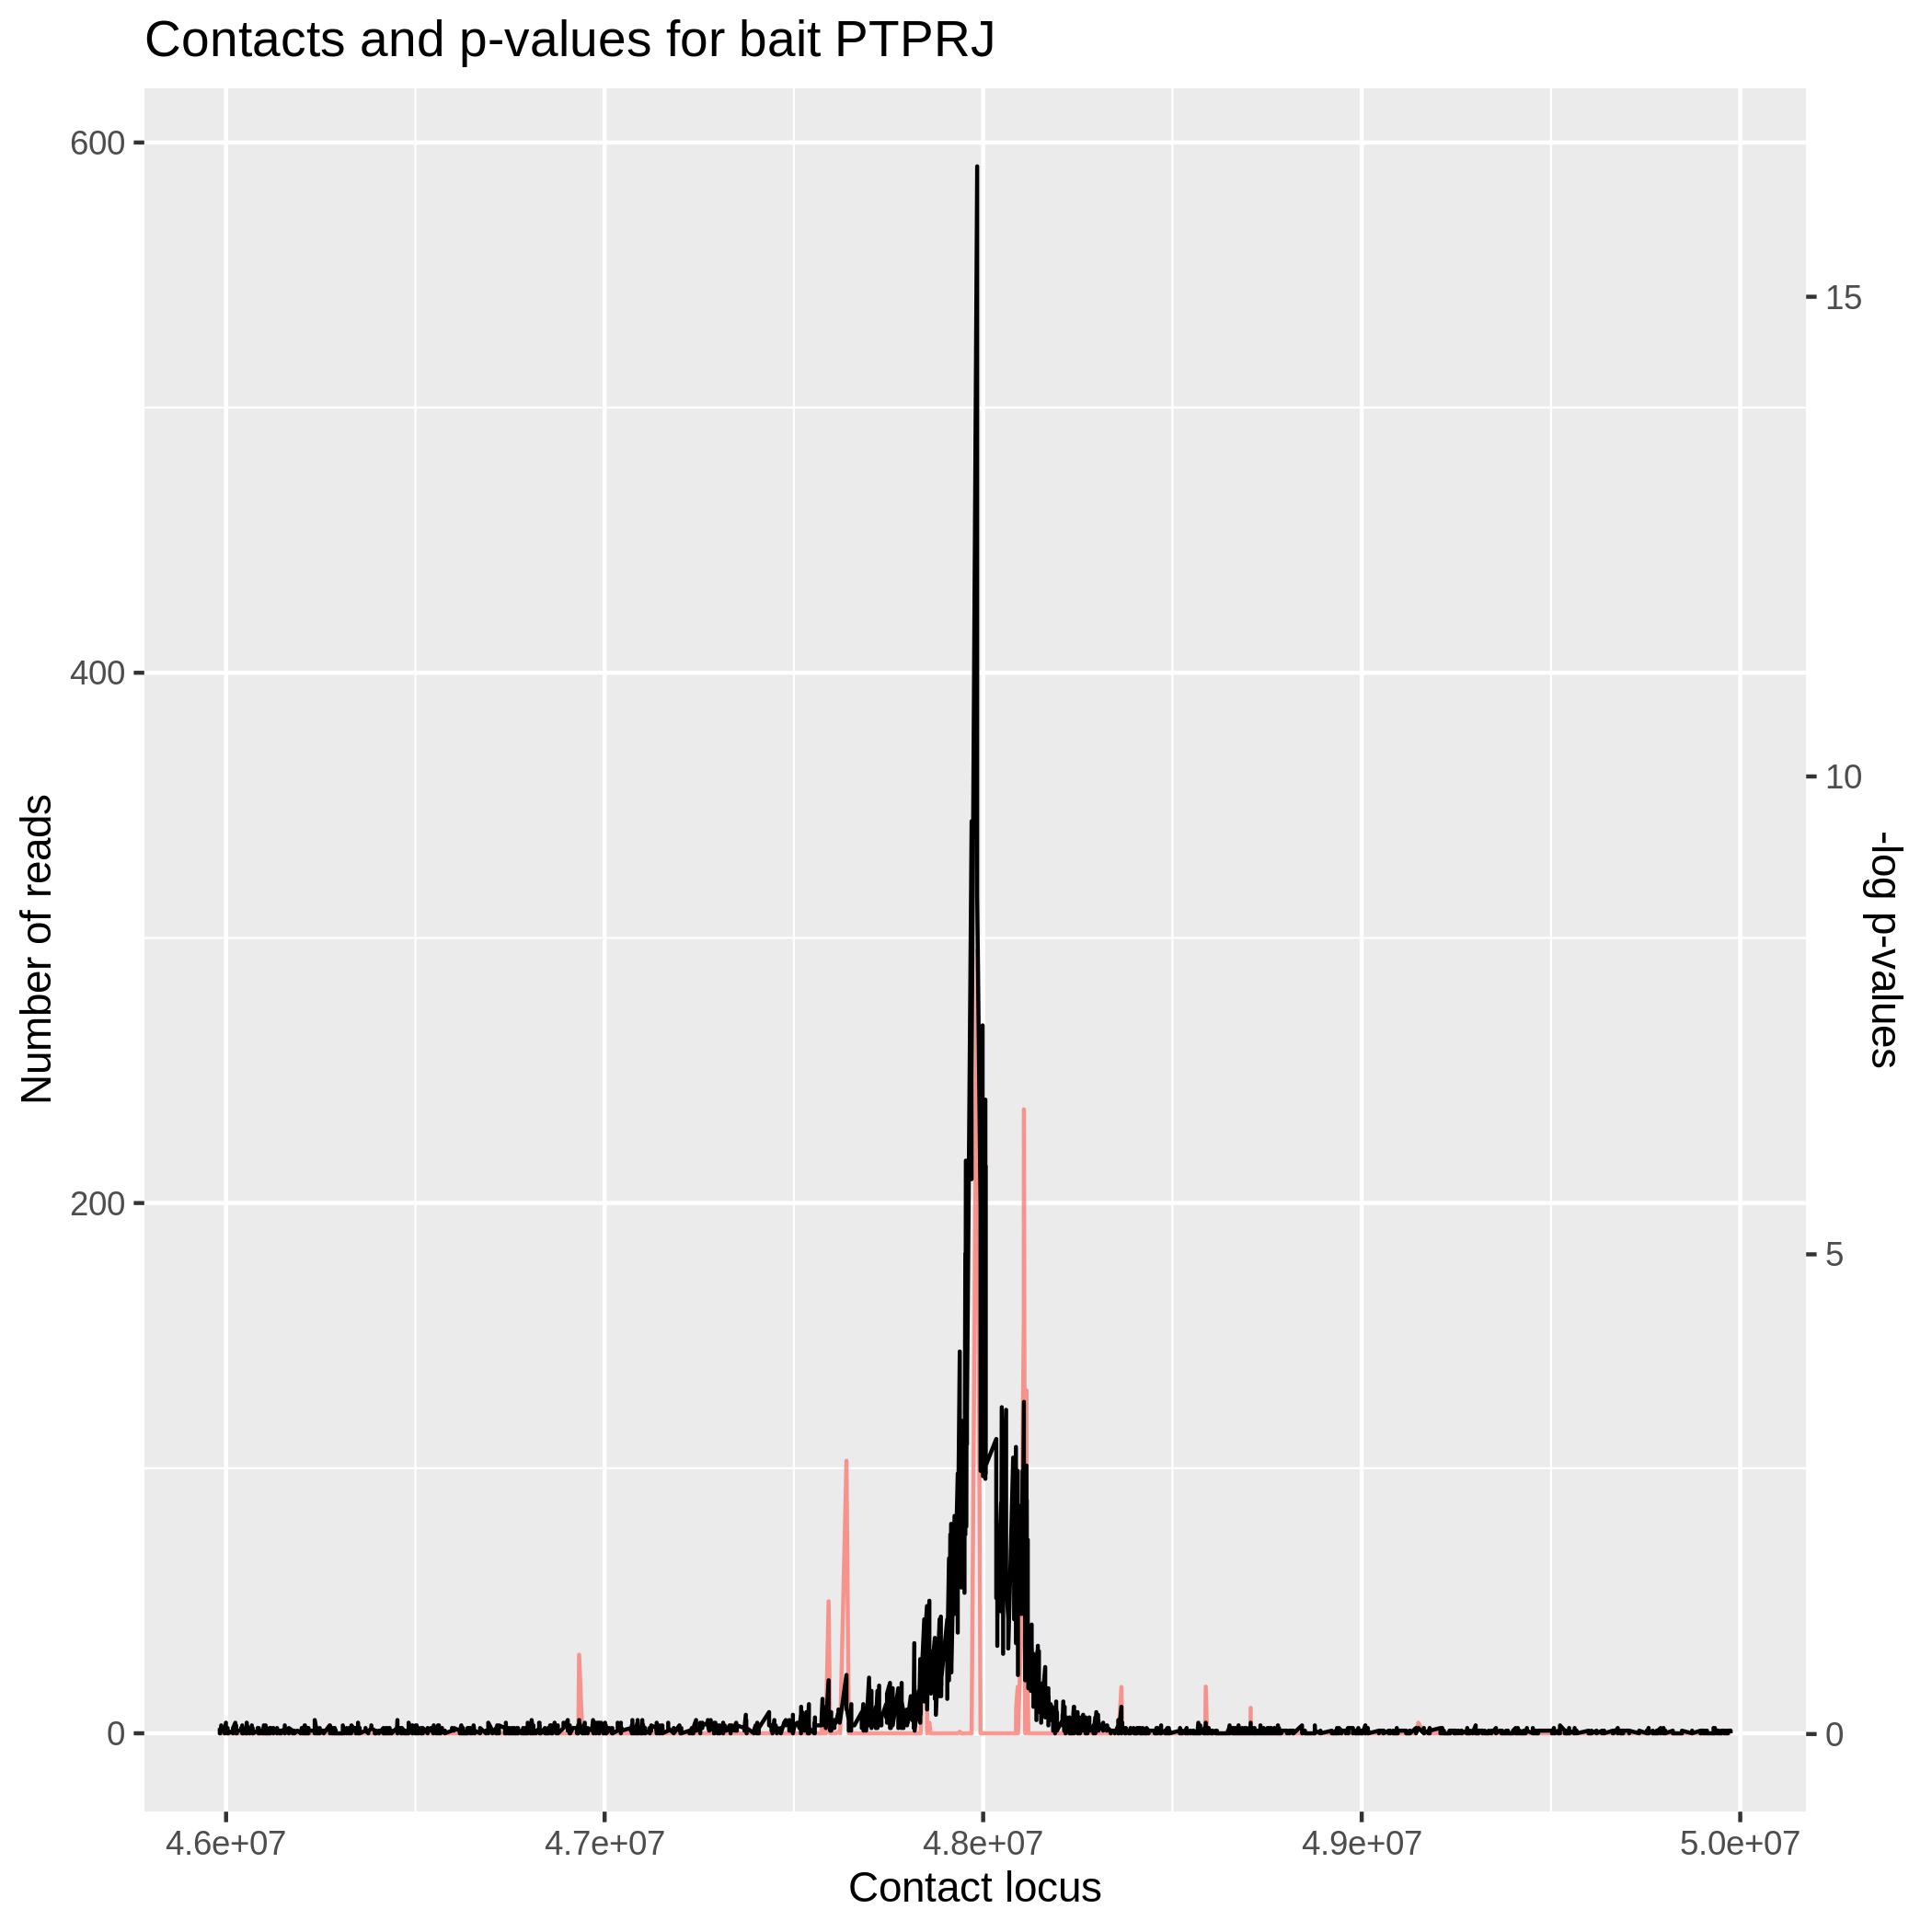 Contacts and p-values for bait PTPRJ
600
400
200
0
Number of reads
15
10
5
0
-log p-values
4.6e+07 4.7e+07 4.8e+07 4.9e+07 5.0e+07
Contact locus